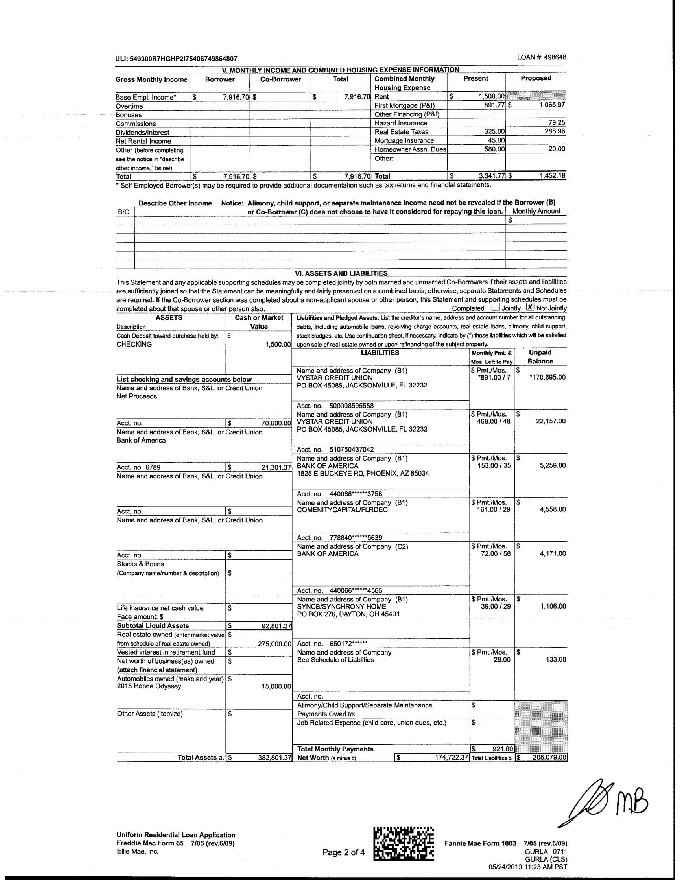 ULI: 549300R7HGHP2I75406749864807
LOAN #: 498648
V. MONTHLY INCOME AND COMBINED HOUSING EXPENSE INFORMATION
Gross Monthly Income Borrower Co-Borrower Total Combined Monthly Housing Expense Present Proposed
Base Empl. Income* $ 7,916.70 $ $ 7,916.70 Rent $ 1,500.00
Overtime First Mortgage (P&I) 891.77 $ 1,066.97
Bonuses Other Financing (P&I)
Commissions Hazard Insurance 79.25
Dividends/Interest Real Estate Taxes 325.00 285.96
Net Rental Income Mortgage Insurance 45.00
Other (before completing Homeowner Assn. Dues 580.00 20.00
see the notice in "describe Other:
other income," below)
Total $ 7,916.70 $ $ 7,916.70 Total $ 3,341.77 $ 1,452.18
* Self Employed Borrower(s) may be required to provide additional documentation such as tax returns and financial statements.
Describe Other Income Notice: Alimony, child support, or separate maintenance income need not be revealed if the Borrower (B)
B/C or Co-Borrower (C) does not choose to have it considered for repaying this loan. Monthly Amount
$
VI. ASSETS AND LIABILITIES
This Statement and any applicable supporting schedules may be completed jointly by both married and unmarried Co-Borrowers if their assets and liabilities
are sufficiently joined so that the Statement can be meaningfully and fairly presented on a combined basis; otherwise, separate Statements and Schedules
are required. If the Co-Borrower section was completed about a non-applicant spouse or other person, this Statement and supporting schedules must be
completed about that spouse or other person also. Completed Jointly X Not Jointly
ASSETS Cash or Market Value
Description
Cash Deposit toward purchase held by: $
CHECKING 1,500.00
List checking and savings accounts below
Name and address of Bank, S&L, or Credit Union
Net Proceeds
Acct. no. $ 70,000.00
Name and address of Bank, S&L, or Credit Union
Bank of America
Acct. no. 6789 $ 21,301.37
Name and address of Bank, S&L, or Credit Union
Acct. no. $
Name and address of Bank, S&L, or Credit Union
Acct. no. $
Stocks & Bonds
(Company name/number & description) $
Life insurance net cash value $
Face amount: $
Subtotal Liquid Assets $ 92,801.37
Real estate owned (enter market value $
from schedule of real estate owned) 275,000.00
Vested interest in retirement fund $
Net worth of business(es) owned $
(attach financial statement)
Automobiles owned (make and year) $
2015 Honda Odyssey 15,000.00
Other Assets (itemize) $
Total Assets a. $ 382,801.37
Liabilities and Pledged Assets. List the creditor's name, address and account number for all outstanding
debts, including automobile loans, revolving charge accounts, real estate loans, alimony, child support,
stock pledges, etc. Use continuation sheet, if necessary. Indicate by (*) those liabilities which will be satisfied
upon sale of real estate owned or upon refinancing of the subject property.
LIABILITIES Monthly Pmt. & Mos. Left to Pay Unpaid Balance
Name and address of Company (B1) $ Pmt./Mos. $
VYSTAR CREDIT UNION *891.00 / 7 *170,695.00
PO BOX 45085, JACKSONVILLE, FL 32232
Acct. no. 500008596558
Name and address of Company (B1) $ Pmt./Mos. $
VYSTAR CREDIT UNION 469.00 / 48 22,157.00
PO BOX 45085, JACKSONVILLE, FL 32232
Acct. no. 510750437042
Name and address of Company (B1) $ Pmt./Mos. $
BANK OF AMERICA 153.00 / 35 5,259.00
1825 E BUCKEYE RD, PHOENIX, AZ 85034
Acct. no. 440066******3756
Name and address of Company (B1) $ Pmt./Mos. $
COMENITYCAPITAL/FLRDEC 161.00 / 29 4,558.00
Acct. no. 778840******5639
Name and address of Company (C2) $ Pmt./Mos. $
BANK OF AMERICA 72.00 / 58 4,171.00
Acct. no. 440066******4565
Name and address of Company (B1) $ Pmt./Mos. $
SYNCB/SYNCHRONY HOME 39.00 / 29 1,106.00
PO BOX 276, DAYTON, OH 45401
Acct. no. 650172******
Name and address of Company $ Pmt./Mos. $
See Schedule of Liabilities 28.00 133.00
Acct. no.
Alimony/Child Support/Separate Maintenance $
Payments Owed to:
Job Related Expense (child care, union dues, etc.) $
Total Monthly Payments $ 921.00
Net Worth (a minus b) $ 174,722.37 Total Liabilities b. $ 208,079.00
MB
Uniform Residential Loan Application
Freddie Mac Form 65 7/05 (rev.6/09)
Ellie Mae, Inc.
Page 2 of 4
Fannie Mae Form 1003 7/05 (rev.6/09)
GURLA 0711
GURLA (CLS)
05/24/2019 11:23 AM PST